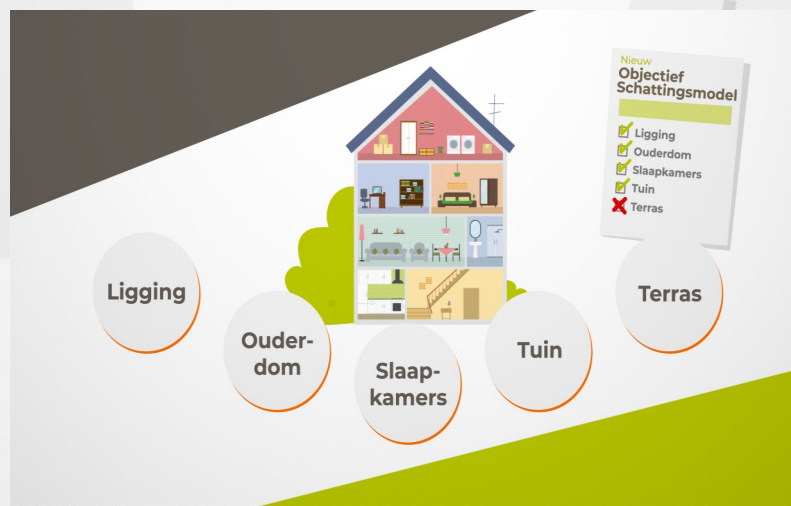 Nieuw
Objectief
Schattingsmodel
Ligging
Ouderdom
Slaapkamers
Tuin
Terras
Ligging
Ouder-
dom
Slaap-
kamers
Tuin
Terras